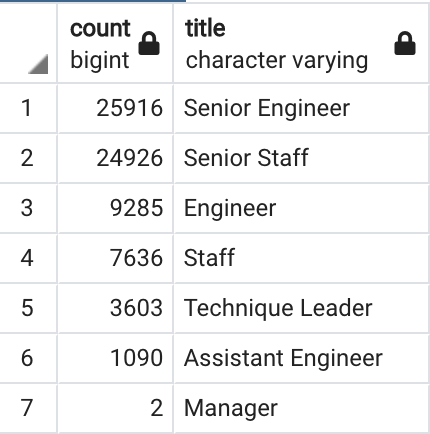 count title
bigint character varying
1 25916 Senior Engineer
2 24926 Senior Staff
3 9285 Engineer
4 7636 Staff
5 3603 Technique Leader
6 1090 Assistant Engineer
7 2 Manager